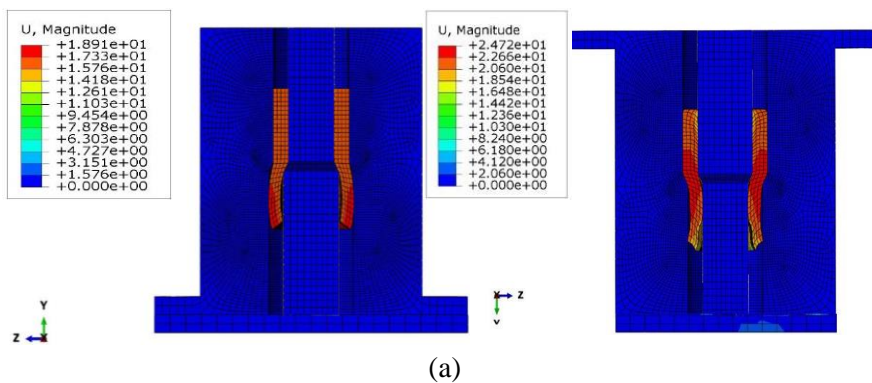 U, Magnitude
+1.891e+01
+1.733e+01
+1.576e+01
+1.418e+01
+1.261e+01
+1.103e+01
+9.454e+00
+7.878e+00
+6.303e+00
+4.727e+00
+3.151e+00
+1.576e+00
+0.000e+00
U, Magnitude
+2.472e+01
+2.266e+01
+2.060e+01
+1.854e+01
+1.648e+01
+1.442e+01
+1.236e+01
+1.030e+01
+8.240e+00
+6.180e+00
+4.120e+00
+2.060e+00
+0.000e+00
Y
Z X
X Z
Y
(a)